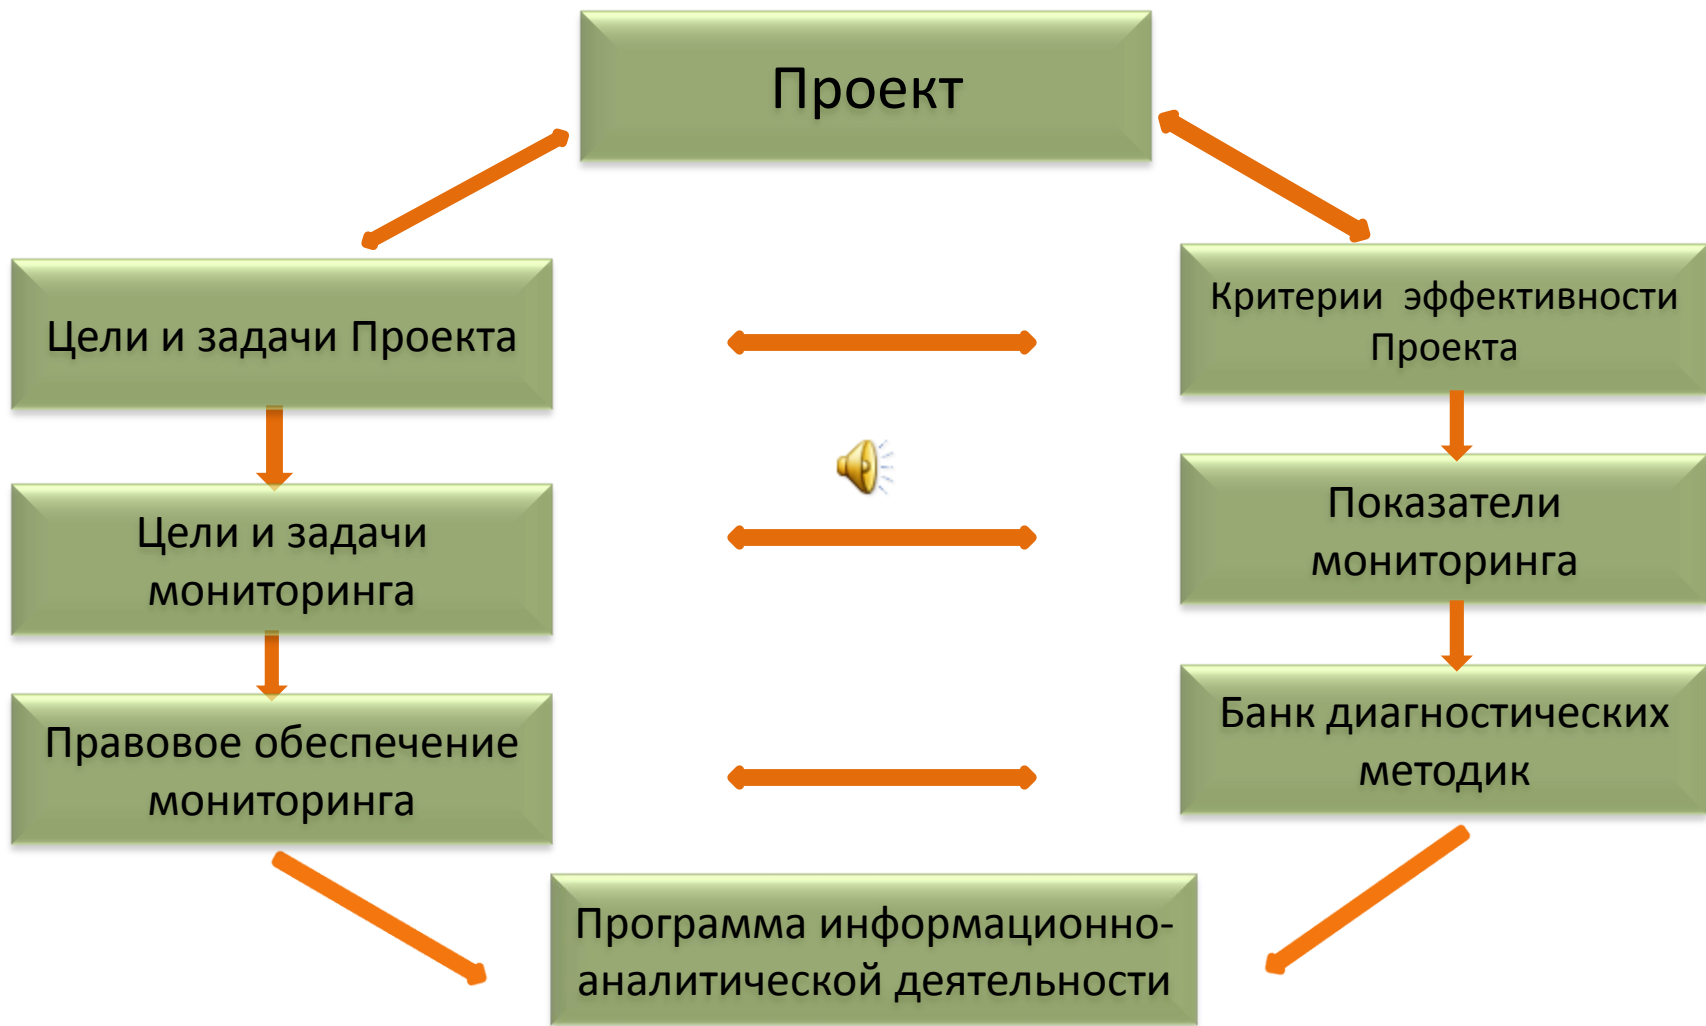 Проект
Цели и задачи Проекта
Критерии эффективности
Проекта
Цели и задачи
мониторинга
Показатели
мониторинга
Правовое обеспечение
мониторинга
Банк диагностических
методик
Программа информационно-
аналитической деятельности